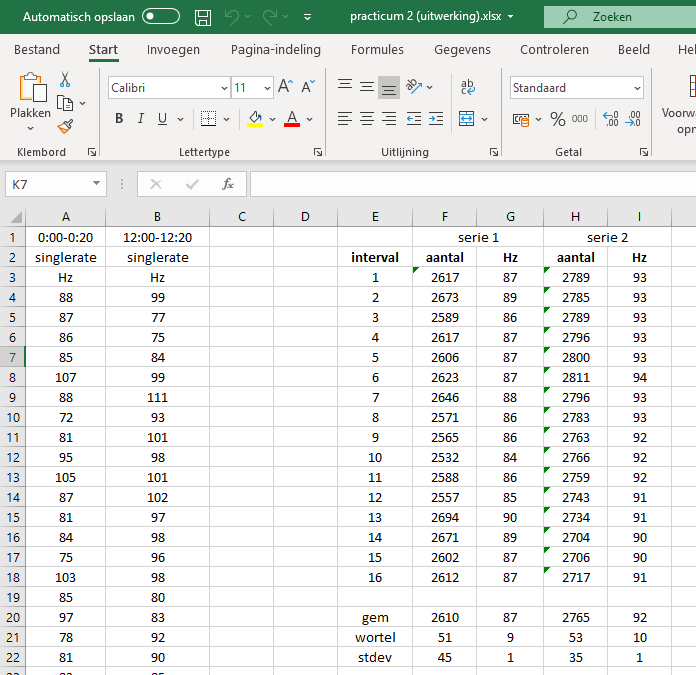 Automatisch opslaan practicum 2 (uitwerking).xlsx Zoeken
Bestand Start Invoegen Pagina-indeling Formules Gegevens Controleren Beeld
Plakken Calibri 11 A A ab c Standaard
B I U A % 000 ,00 ,0
Klembord Lettertype Uitlijning Getal
K7 fx
A B C D E F G H I
1 0:00-0:20 12:00-12:20 serie 1 serie 2
2 singlerate singlerate interval aantal Hz aantal Hz
3 Hz Hz 1 2617 87 2789 93
4 88 99 2 2673 89 2785 93
5 87 77 3 2589 86 2789 93
6 86 75 4 2617 87 2796 93
7 85 84 5 2606 87 2800 93
8 107 99 6 2623 87 2811 94
9 88 111 7 2646 88 2796 93
10 72 93 8 2571 86 2783 93
11 81 101 9 2565 86 2763 92
12 95 98 10 2532 84 2766 92
13 105 101 11 2588 86 2759 92
14 87 102 12 2557 85 2743 91
15 81 97 13 2694 90 2734 91
16 84 98 14 2671 89 2704 90
17 75 96 15 2602 87 2706 90
18 103 98 16 2612 87 2717 91
19 85 80
20 97 83 gem 2610 87 2765 92
21 78 92 wortel 51 9 53 10
22 81 90 stdev 45 1 35 1